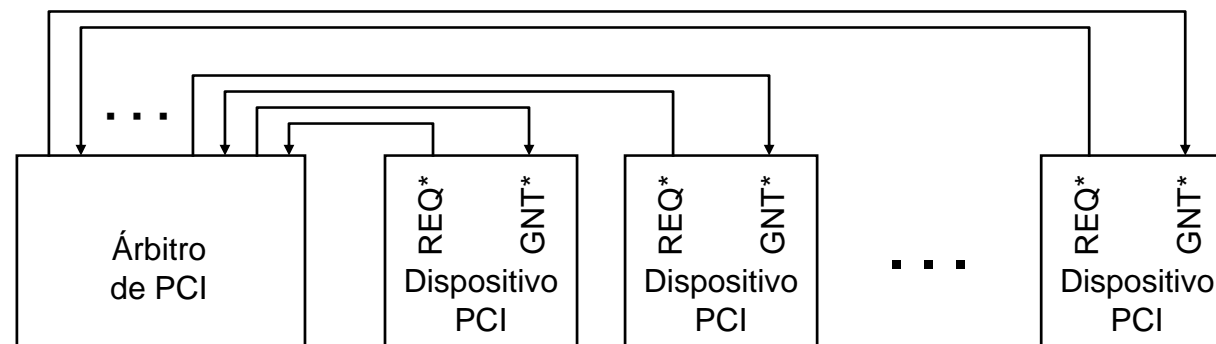 . . .
Árbitro
de PCI
REQ*
GNT*
Dispositivo
PCI
REQ*
GNT*
Dispositivo
PCI
. . .
REQ*
GNT*
Dispositivo
PCI